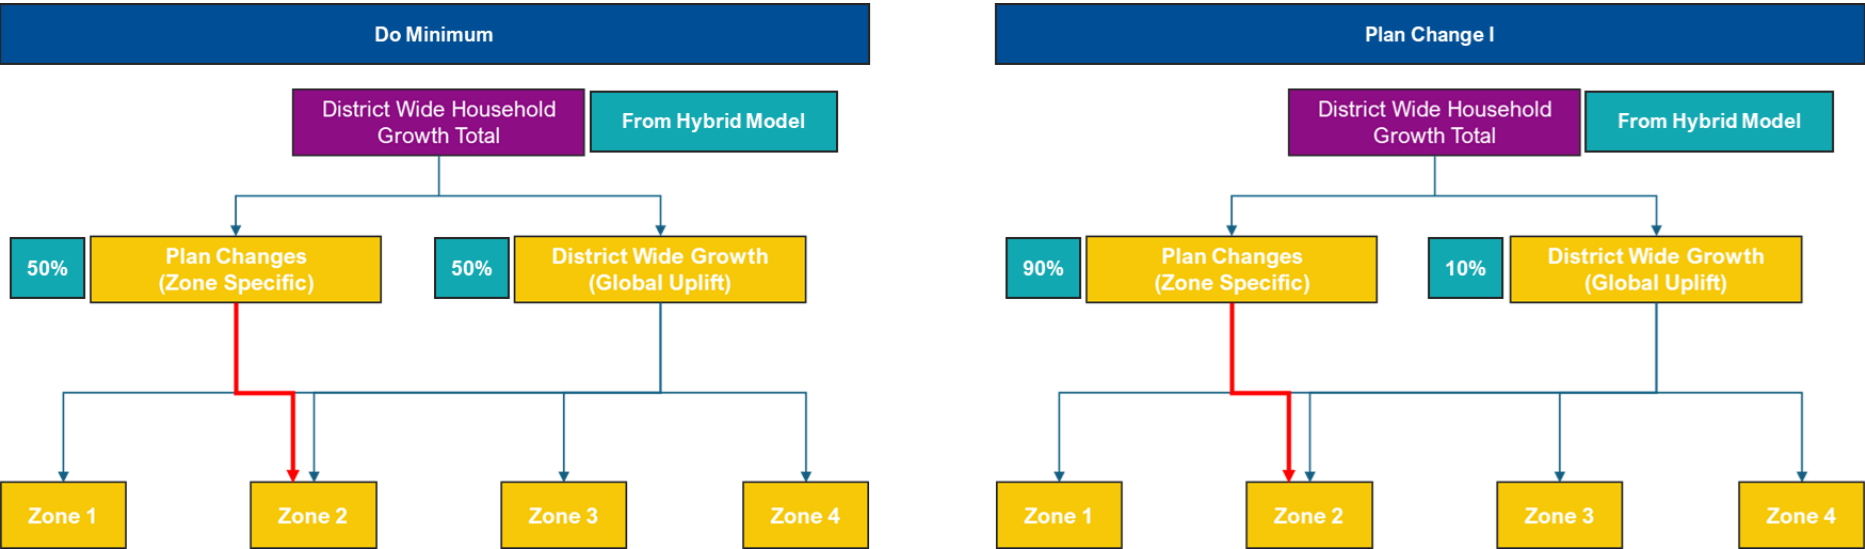 Do Minimum
District Wide Household
Growth Total
From Hybrid Model
50%
Plan Changes
(Zone Specific)
50%
District Wide Growth
(Global Uplift)
Zone 1
Zone 2
Zone 3
Zone 4
Plan Change I
District Wide Household
Growth Total
From Hybrid Model
90%
Plan Changes
(Zone Specific)
10%
District Wide Growth
(Global Uplift)
Zone 1
Zone 2
Zone 3
Zone 4